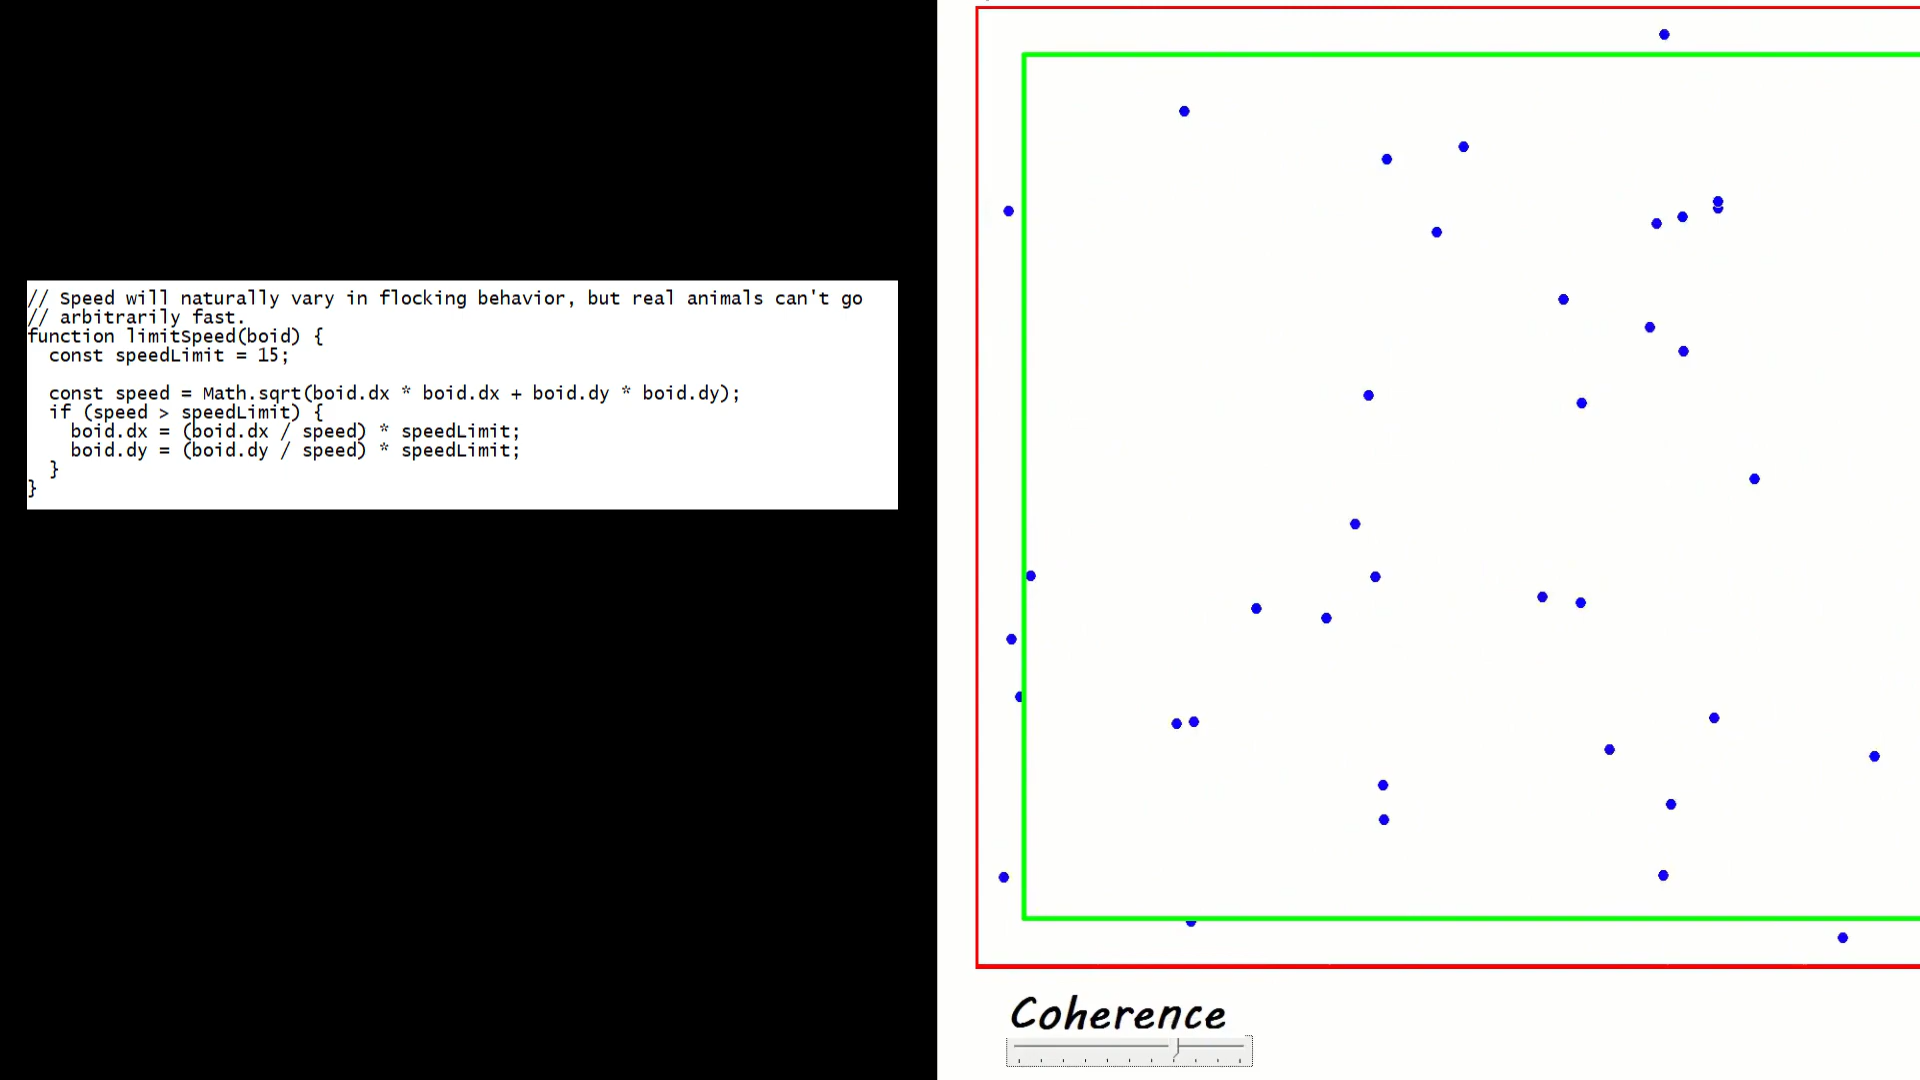 // Speed will naturally vary in flocking behavior, but real animals can't go
// arbitrarily fast.
function limitSpeed(boid) {
  const speedLimit = 15;

  const speed = Math.sqrt(boid.dx * boid.dx + boid.dy * boid.dy);
  if (speed > speedLimit) {
    boid.dx = (boid.dx / speed) * speedLimit;
    boid.dy = (boid.dy / speed) * speedLimit;
  }
}
Coherence